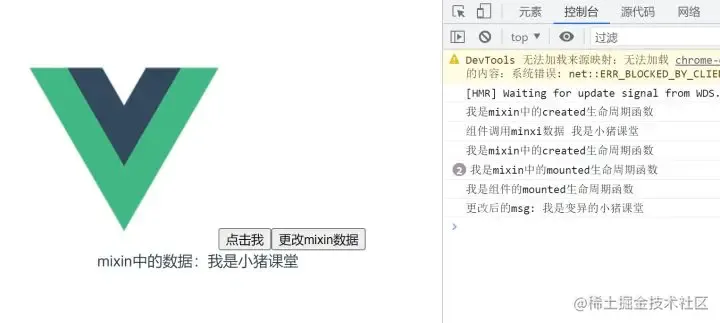 元素 控制台 源代码 网络
top 过滤
DevTools 无法加载来源映射：无法加载 chrome-e
的内容：系统错误: net::ERR_BLOCKED_BY_CLIE
[HMR] Waiting for update signal from WDS.
我是mixin中的created生命周期函数
组件调用minxi数据 我是小猪课堂
我是mixin中的created生命周期函数
2 我是mixin中的mounted生命周期函数
我是组件的mounted生命周期函数
更改后的msg: 我是变异的小猪课堂
点击我 更改mixin数据
mixin中的数据：我是小猪课堂
@稀土掘金技术社区